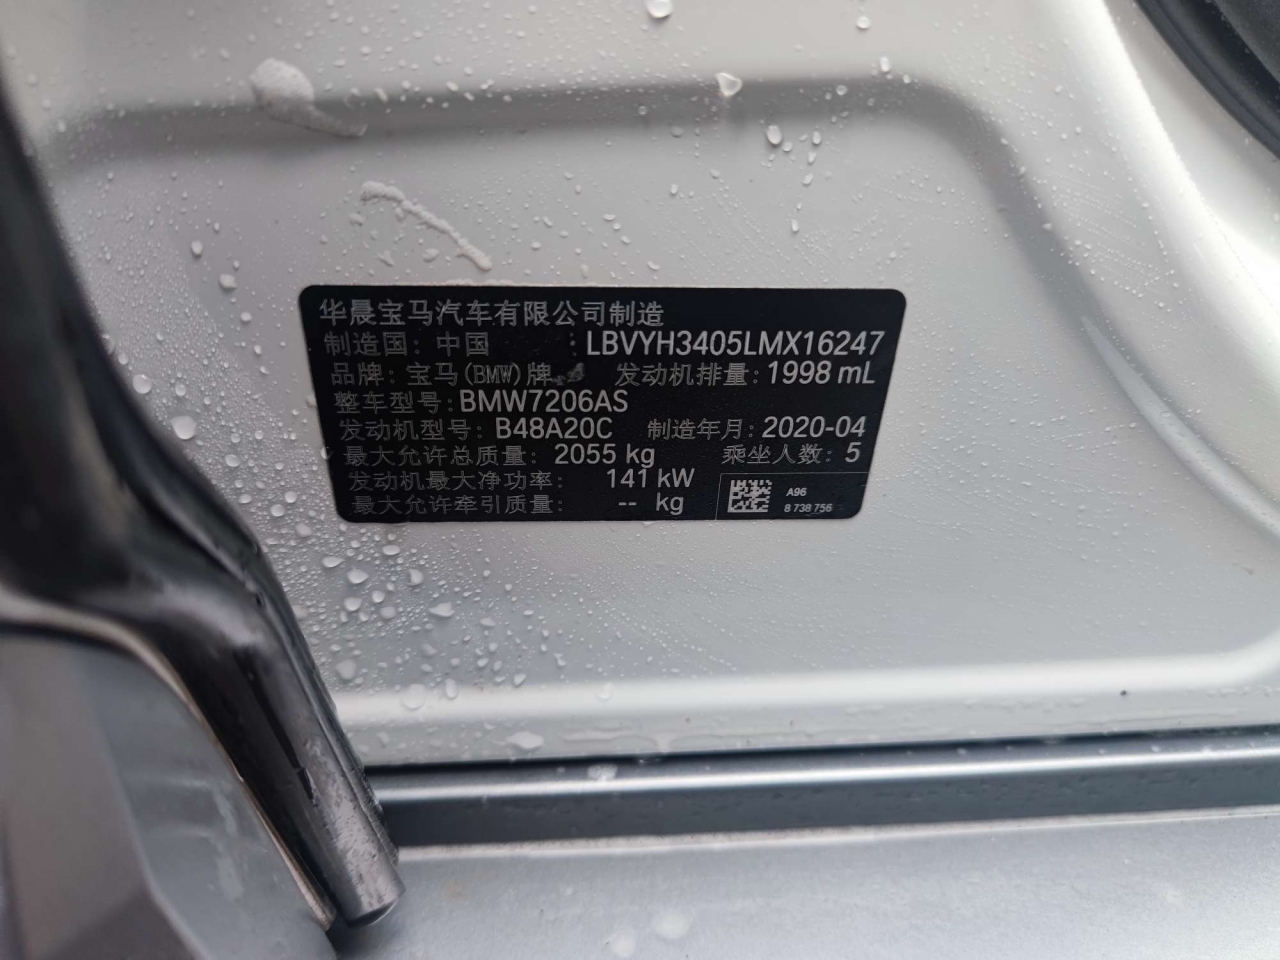 华晨宝马汽车有限公司制造
制造国: 中国 : LBVYH3405LMX16247
品牌: 宝马(BMW)牌 发动机排量: 1998 mL
整车型号: BMW7206AS
发动机型号: B48A20C 制造年月: 2020-04
最大允许总质量: 2055 kg 乘坐人数: 5
发动机最大净功率: 141 kW
最大允许牵引质量: -- kg
A96
8 738 756